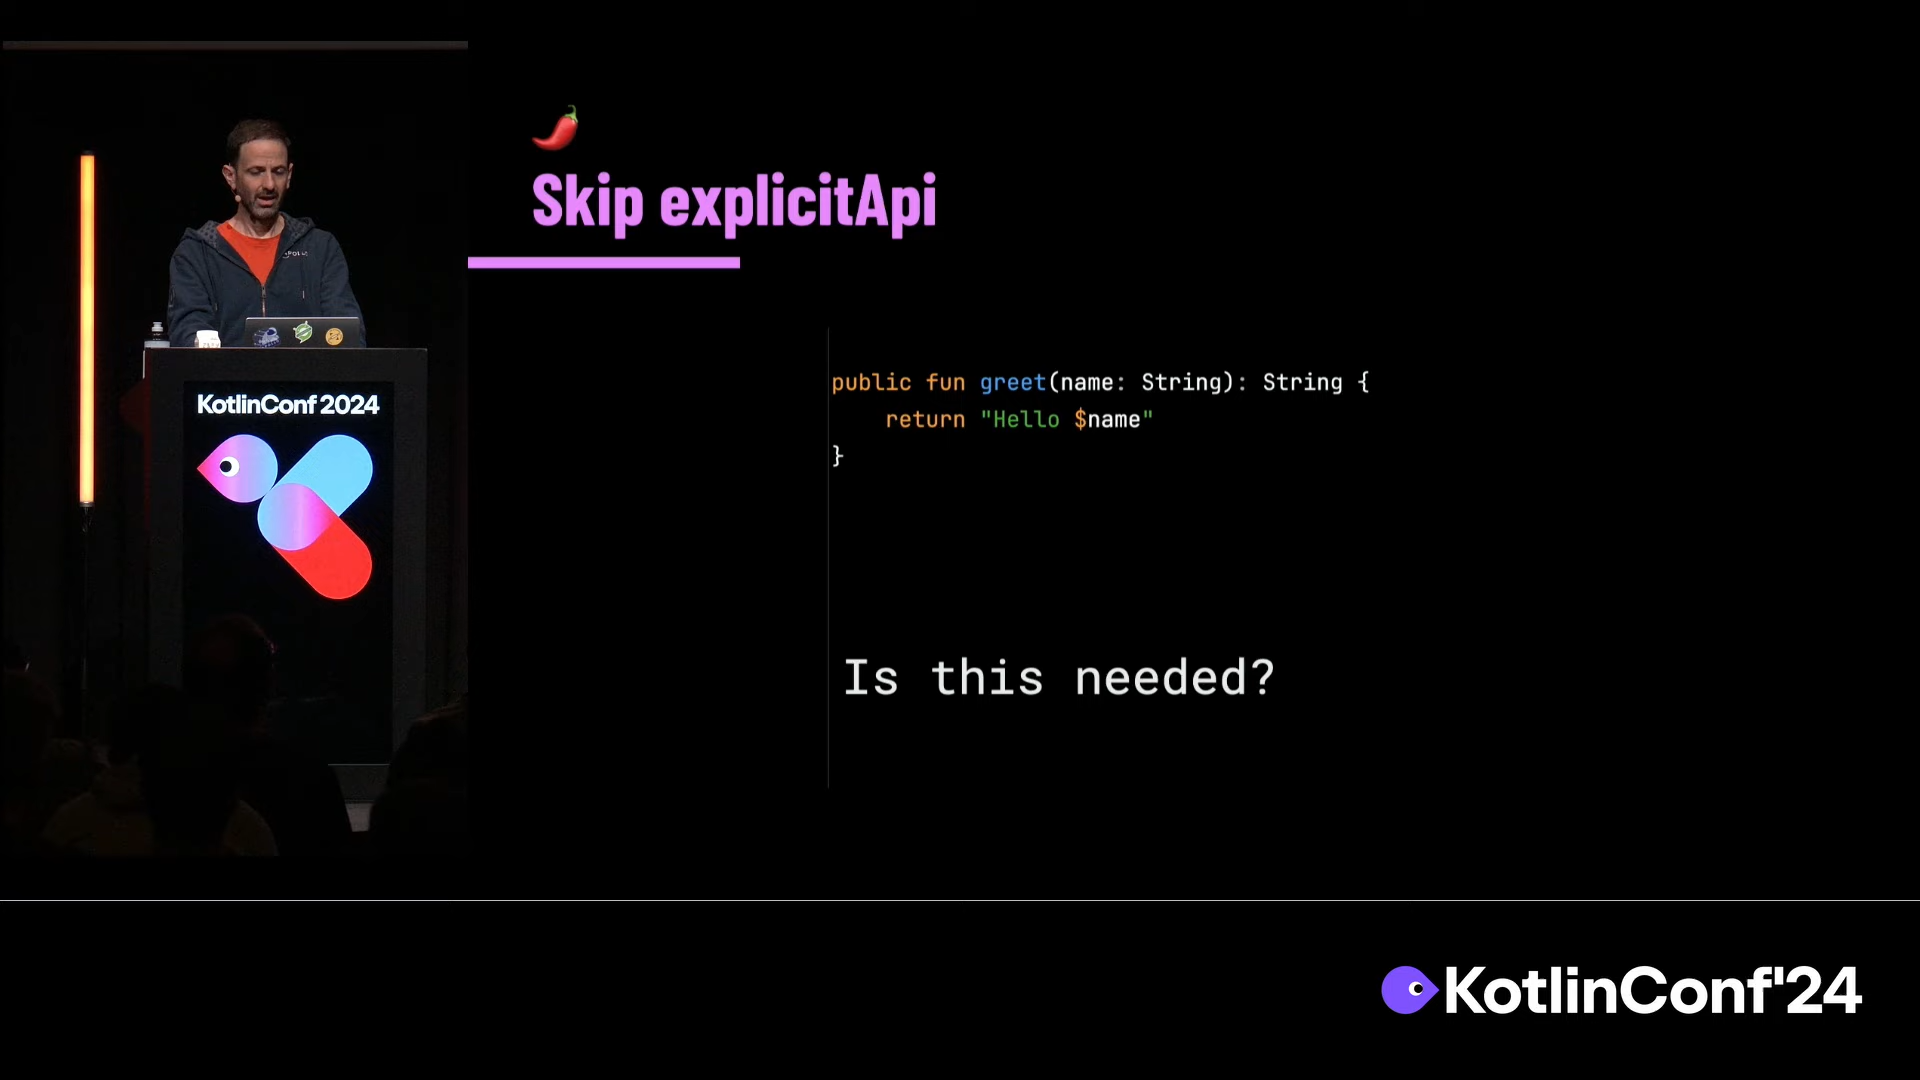 Skip explicitApi
public fun greet(name: String): String {
return "Hello $name"
}
Is this needed?
KotlinConf 2024
KotlinConf'24